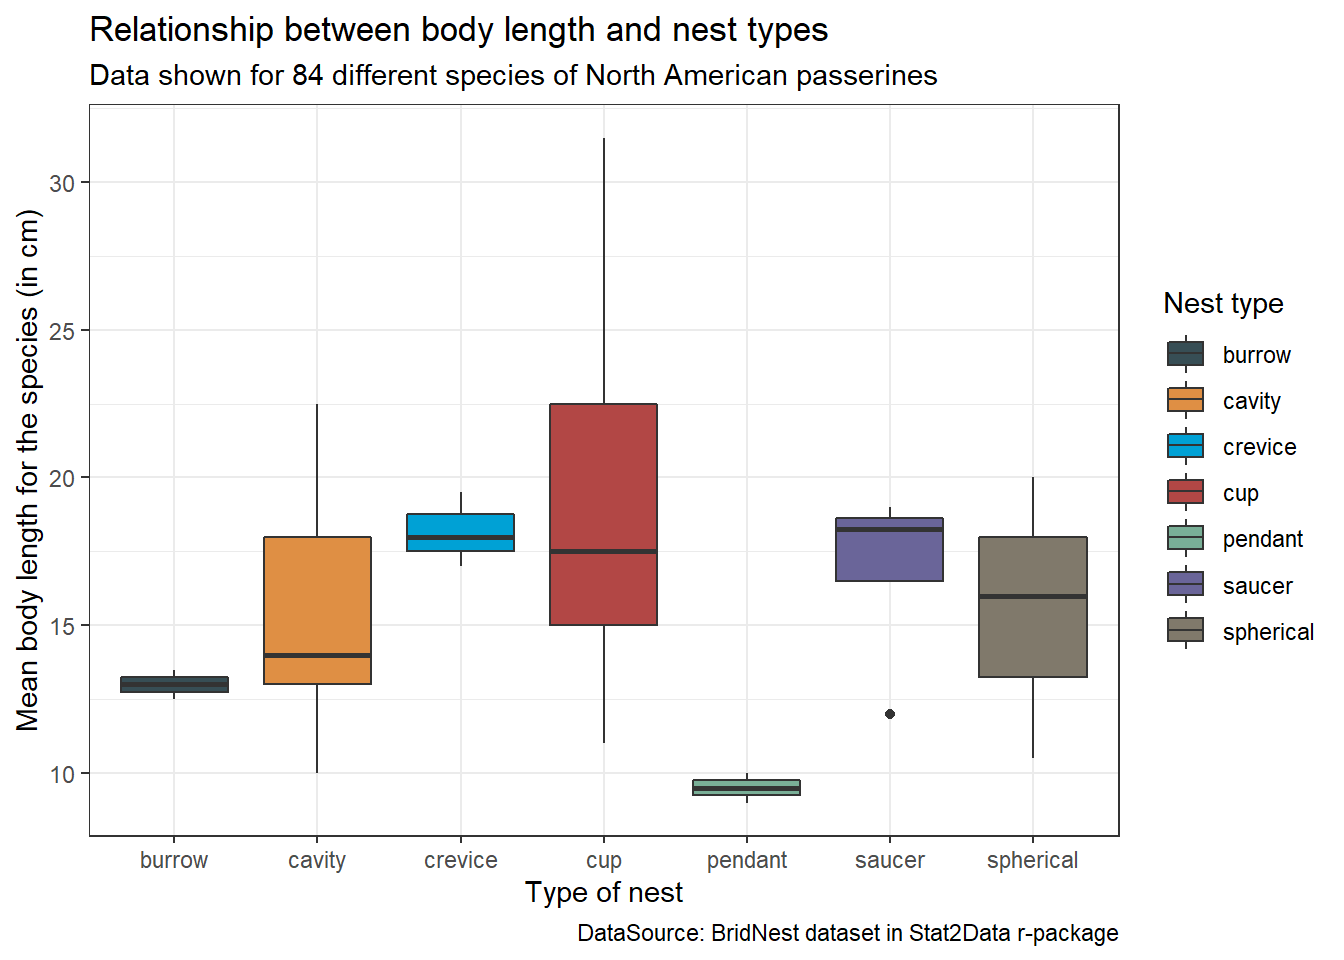 Relationship between body length and nest types
Data shown for 84 different species of North American passerines
Mean body length for the species (in cm)
30
25
20
15
10
burrow
cavity
crevice
cup
pendant
saucer
spherical
Type of nest
DataSource: BridNest dataset in Stat2Data r-package
Nest type
burrow
cavity
crevice
cup
pendant
saucer
spherical